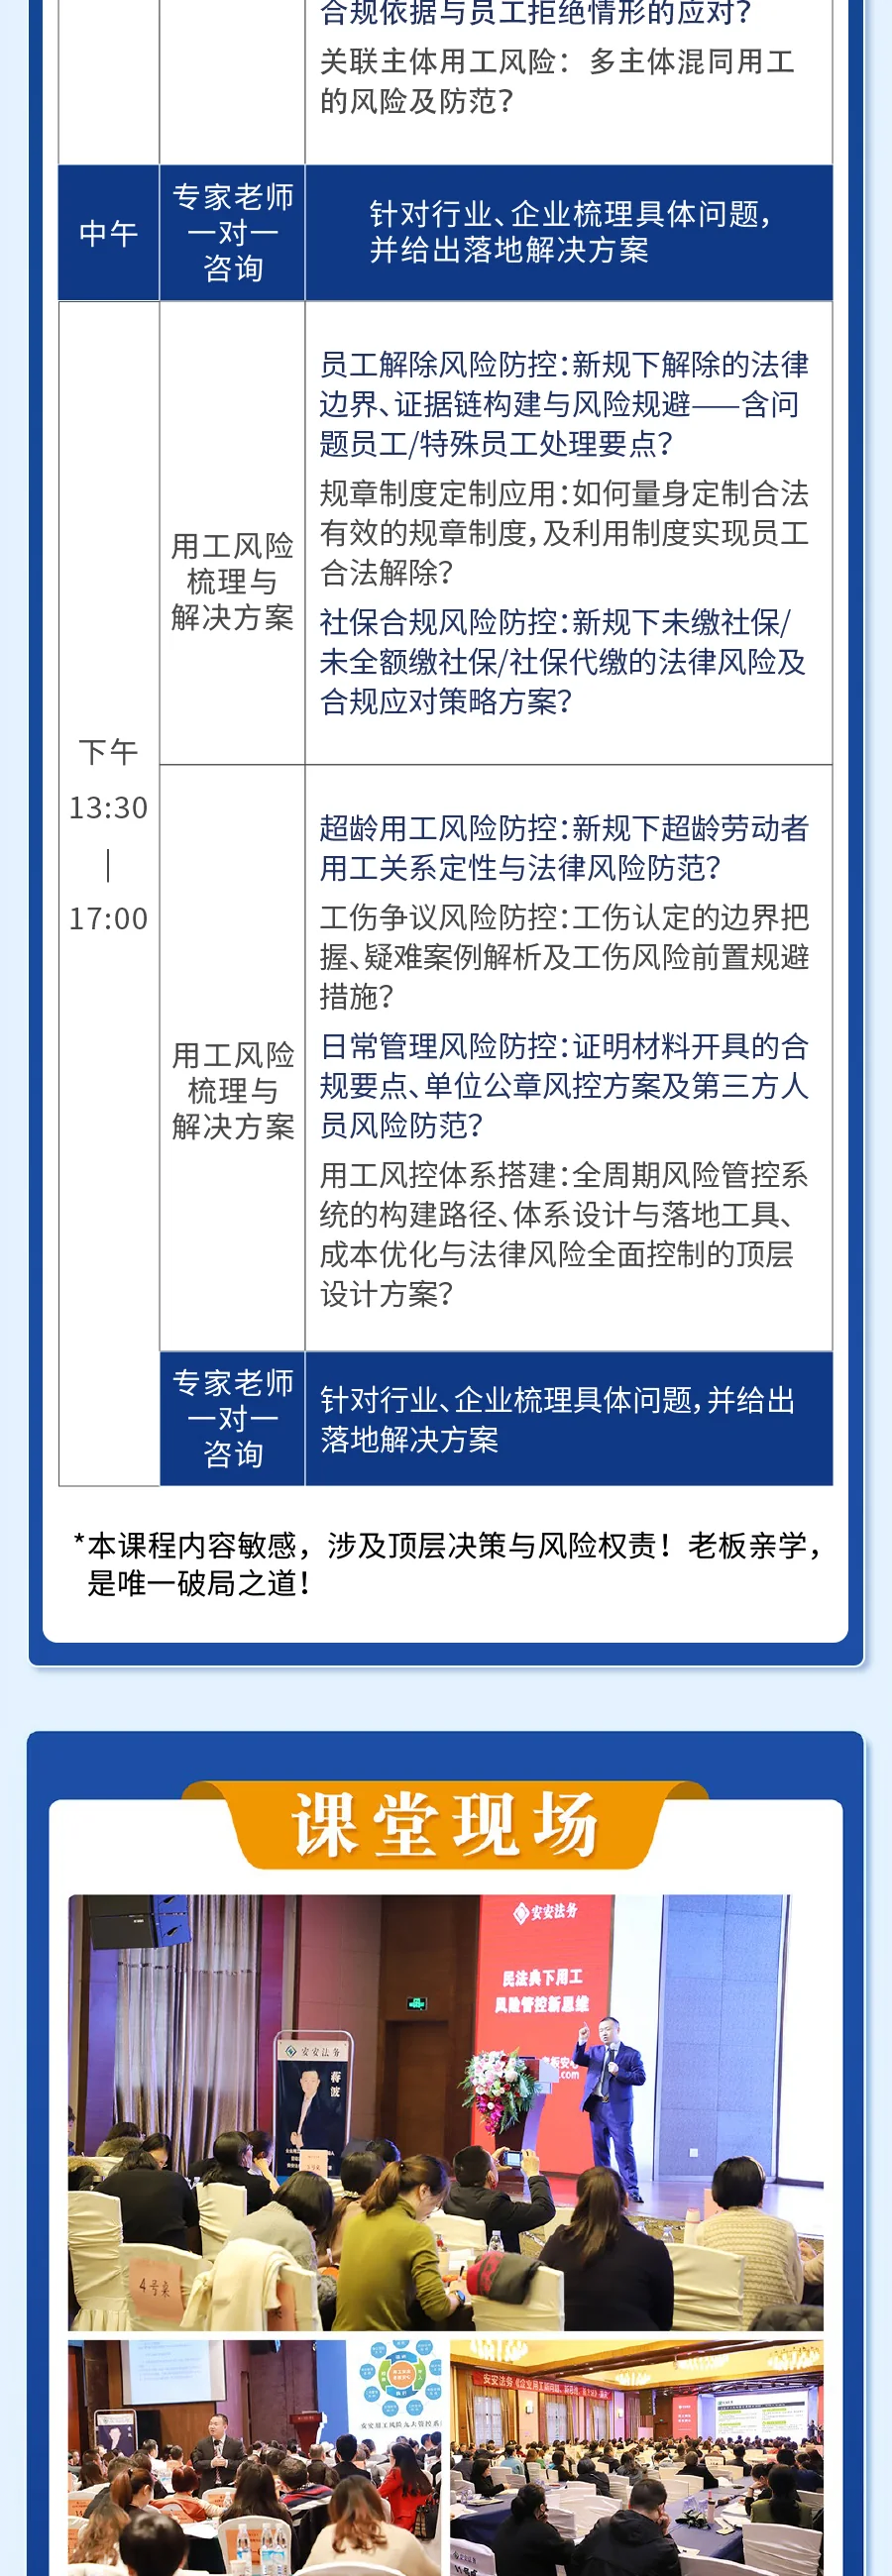 合规依据与员工拒绝情形的应对？
关联主体用工风险：多主体混同用工
的风险及防范？
中午
专家老师
一对一
咨询
针对行业、企业梳理具体问题，
并给出落地解决方案
下午
13:30
|
17:00
用工风险
梳理与
解决方案
员工解除风险防控：新规下解除的法律
边界、证据链构建与风险规避——含问
题员工/特殊员工处理要点？
规章制度定制应用：如何量身定制合法
有效的规章制度，及利用制度实现员工
合法解除？
社保合规风险防控：新规下未缴社保/
未全额缴社保/社保代缴的法律风险及
合规应对策略方案？
用工风险
梳理与
解决方案
超龄用工风险防控：新规下超龄劳动者
用工关系定性与法律风险防范？
工伤争议风险防控：工伤认定的边界把
握、疑难案例解析及工伤风险前置规避
措施？
日常管理风险防控：证明材料开具的合
规要点、单位公章风控方案及第三方人
员风险防范？
用工风控体系搭建：全周期风险管控系
统的构建路径、体系设计与落地工具、
成本优化与法律风险全面控制的顶层
设计方案？
专家老师
一对一
咨询
针对行业、企业梳理具体问题，并给出
落地解决方案
*本课程内容敏感，涉及顶层决策与风险权责！老板亲学，
是唯一破局之道！
课堂现场
安安法务
民法典下用工
风险管控新思维
.com
安安法务
蒋波
4号桌